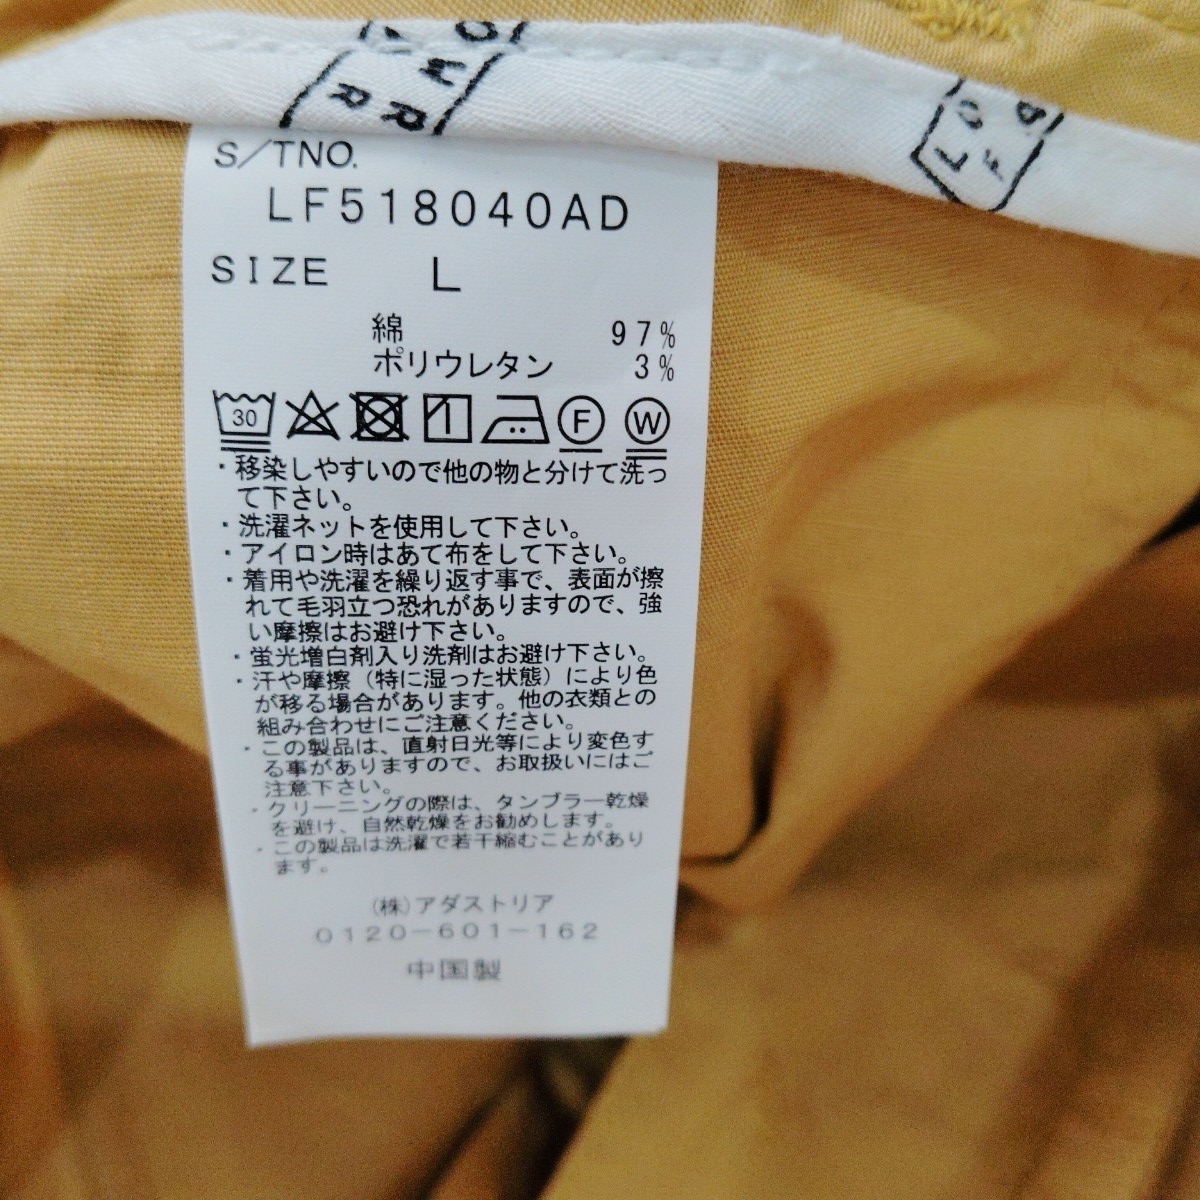 S/TNO.
LF518040AD
SIZE L
綿 97%
ポリウレタン 3%
30 F W
・移染しやすいので他の物と分けて洗っ
て下さい。
・洗濯ネットを使用して下さい。
・アイロン時はあて布をして下さい。
・着用や洗濯を繰り返す事で、表面が擦
れて毛羽立つ恐れがありますので、強
い摩擦はお避け下さい。
・蛍光増白剤入り洗剤はお避け下さい。
・汗や摩擦（特に湿った状態）により色
が移る場合があります。他の衣類との
組み合わせにご注意ください。
・この製品は、直射日光等により変色す
る事がありますので、お取扱いにはご
注意下さい。
・クリーニングの際は、タンブラー乾燥
を避け、自然乾燥をお勧めします。
・この製品は洗濯で若干縮むことがあり
ます。
（株）アダストリア
0120-601-162
中国製